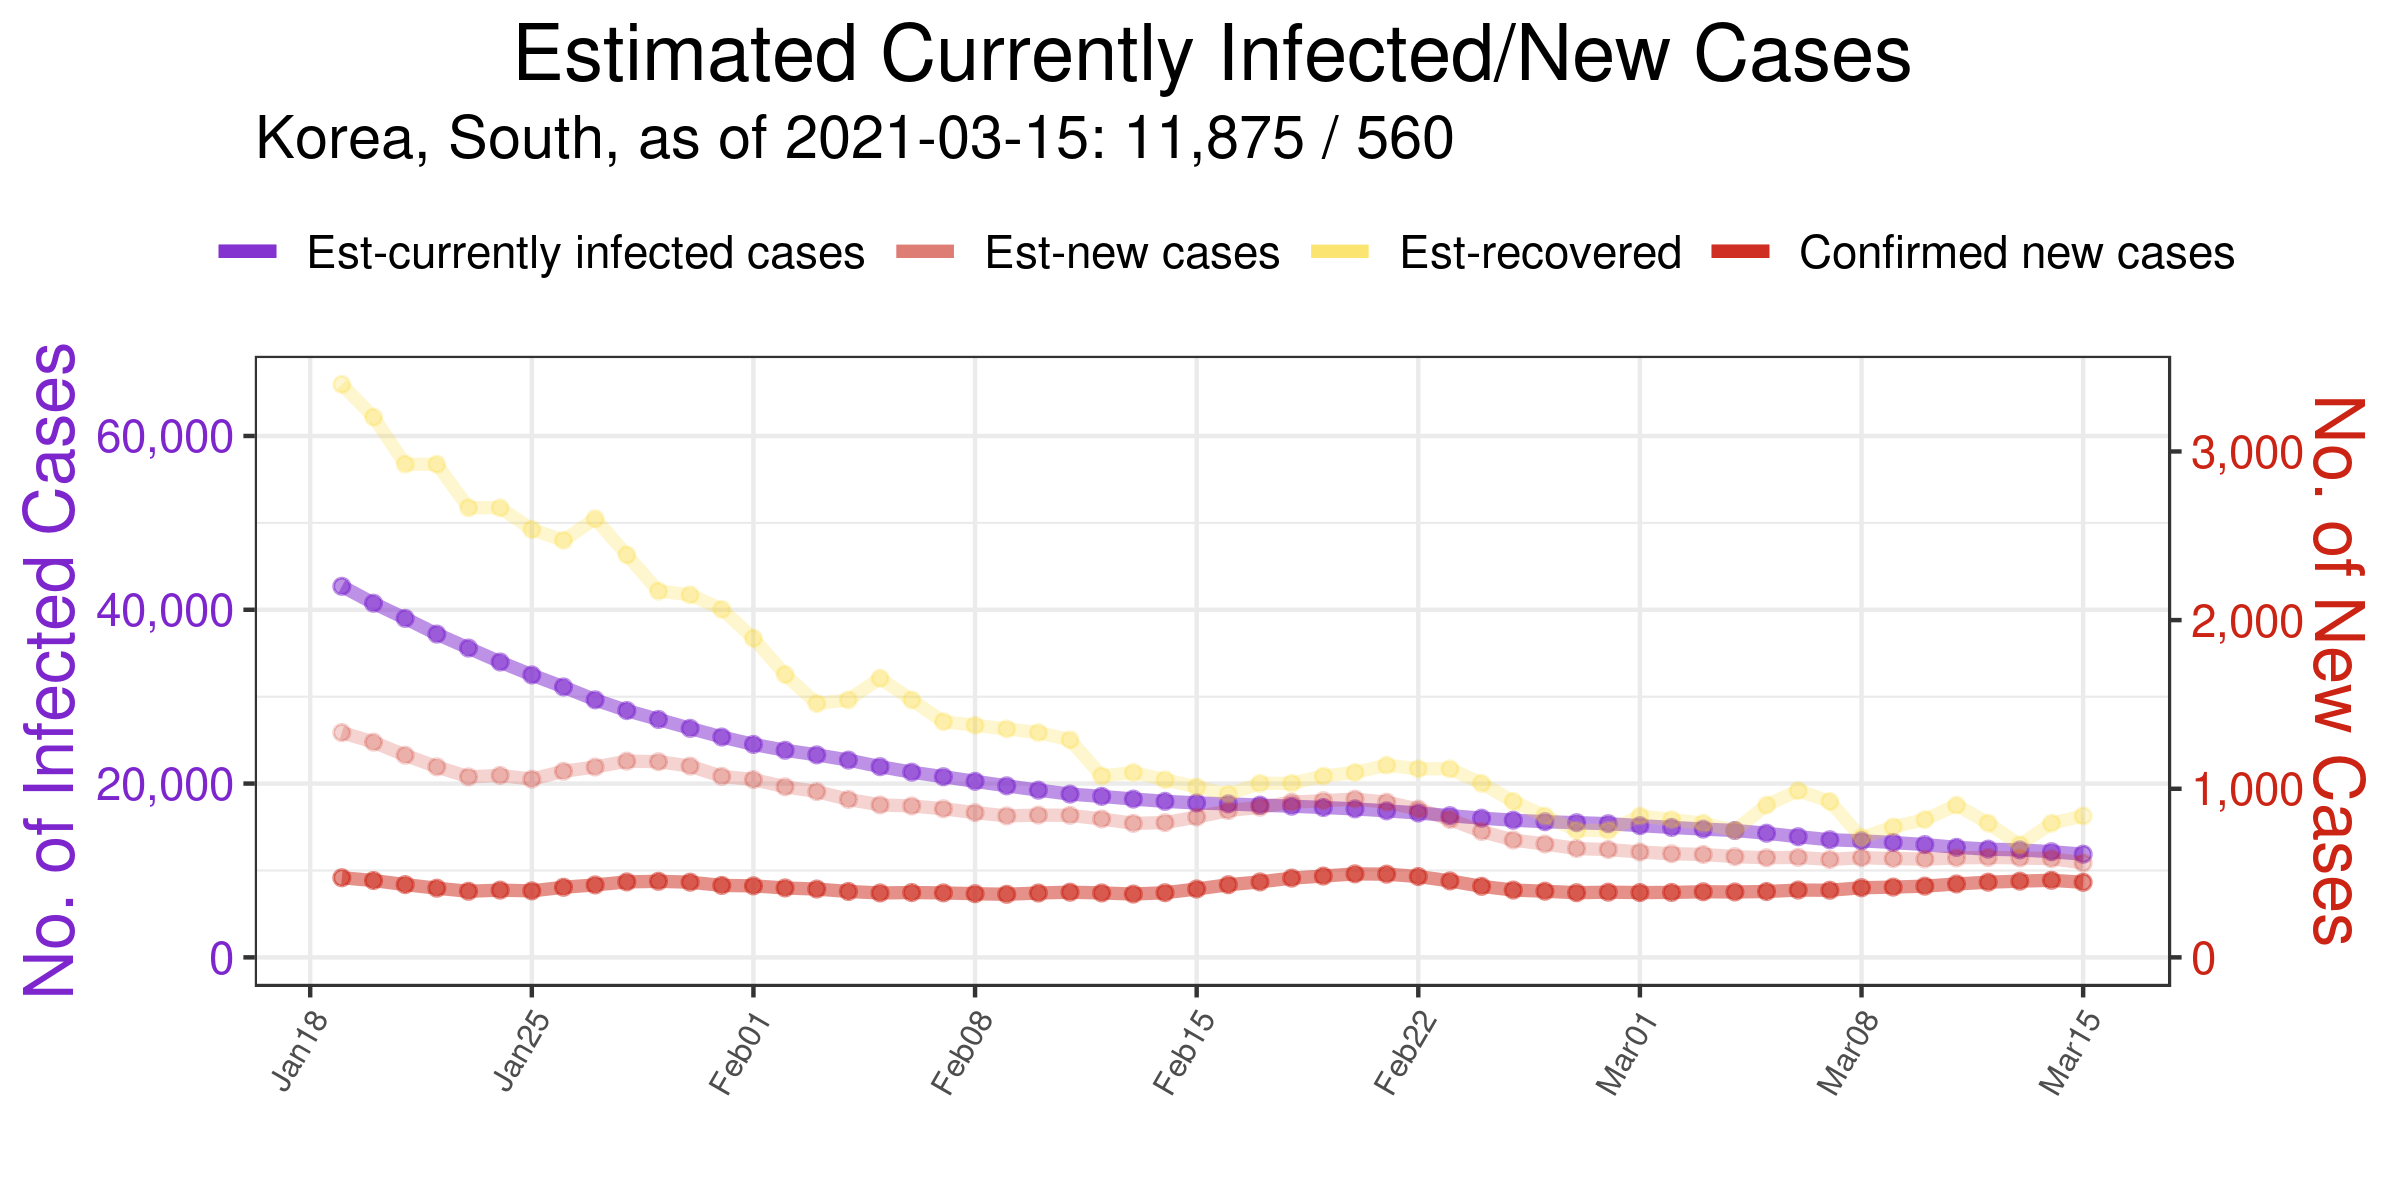 Estimated Currently Infected/New Cases
Korea, South, as of 2021-03-15: 11,875 / 560
Est-currently infected cases Est-new cases Est-recovered Confirmed new cases
No. of Infected Cases
60,000
40,000
20,000
0
3,000
2,000
1,000
0
No. of New Cases
Jan18 Jan25 Feb01 Feb08 Feb15 Feb22 Mar01 Mar08 Mar15